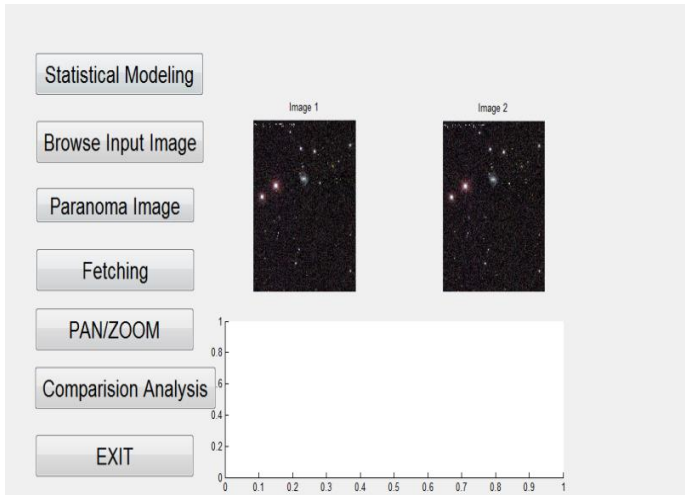 Statistical Modeling
Image 1
Image 2
Browse Input Image
Paranoma Image
Fetching
PAN/ZOOM
Comparision Analysis
EXIT
1
0.8
.6
0.4
0.2
0
0 0.1 0.2 0.3 0.4 0.5 0.6 0.7 0.8 0.9 1